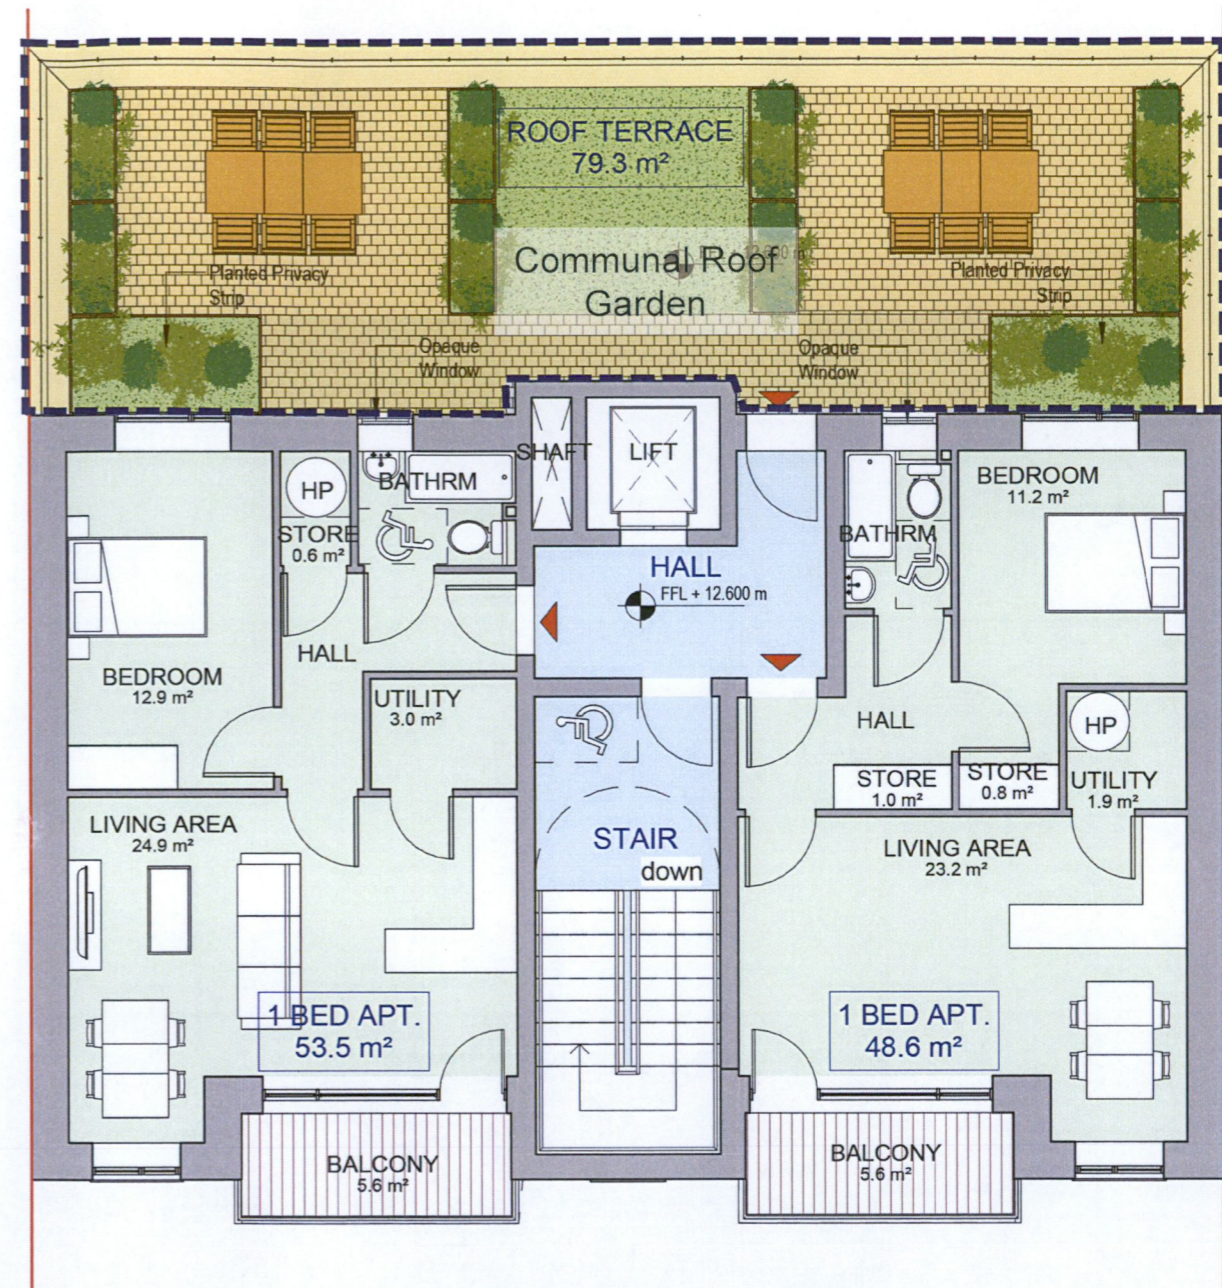 ROOF TERRACE
79.3 m²
Communal Roof
Garden
Planted Privacy
Strip
Planted Privacy
Strip
Opaque
Window
Opaque
Window
SHAFT
LIFT
HP
BATHRM
STORE
0.6 m²
BEDROOM
12.9 m²
HALL
UTILITY
3.0 m²
LIVING AREA
24.9 m²
1 BED APT.
53.5 m²
BALCONY
5.6 m²
HALL
FFL + 12.600 m
STAIR
down
BATHRM
BEDROOM
11.2 m²
HALL
HP
STORE
1.0 m²
STORE
0.8 m²
UTILITY
1.9 m²
LIVING AREA
23.2 m²
1 BED APT.
48.6 m²
BALCONY
5.6 m²